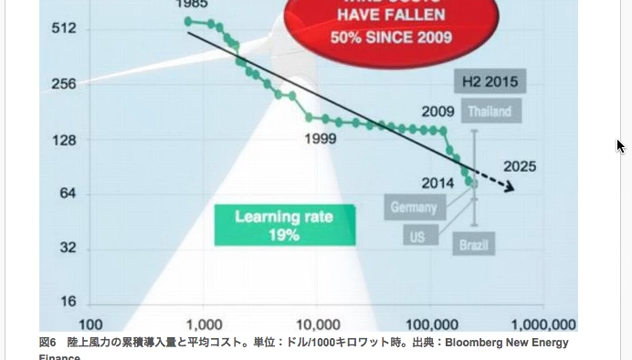 1985
HAVE FALLEN
50% SINCE 2009
512
256
H2 2015
2009
Thailand
128
1999
2025
2014
64
Germany
Learning rate
19%
US
Brazil
32
16
100
1,000
10,000
100,000
1,000,000
図6 陸上風力の累積導入量と平均コスト。単位：ドル/1000キロワット時。出典：Bloomberg New Energy
Finance